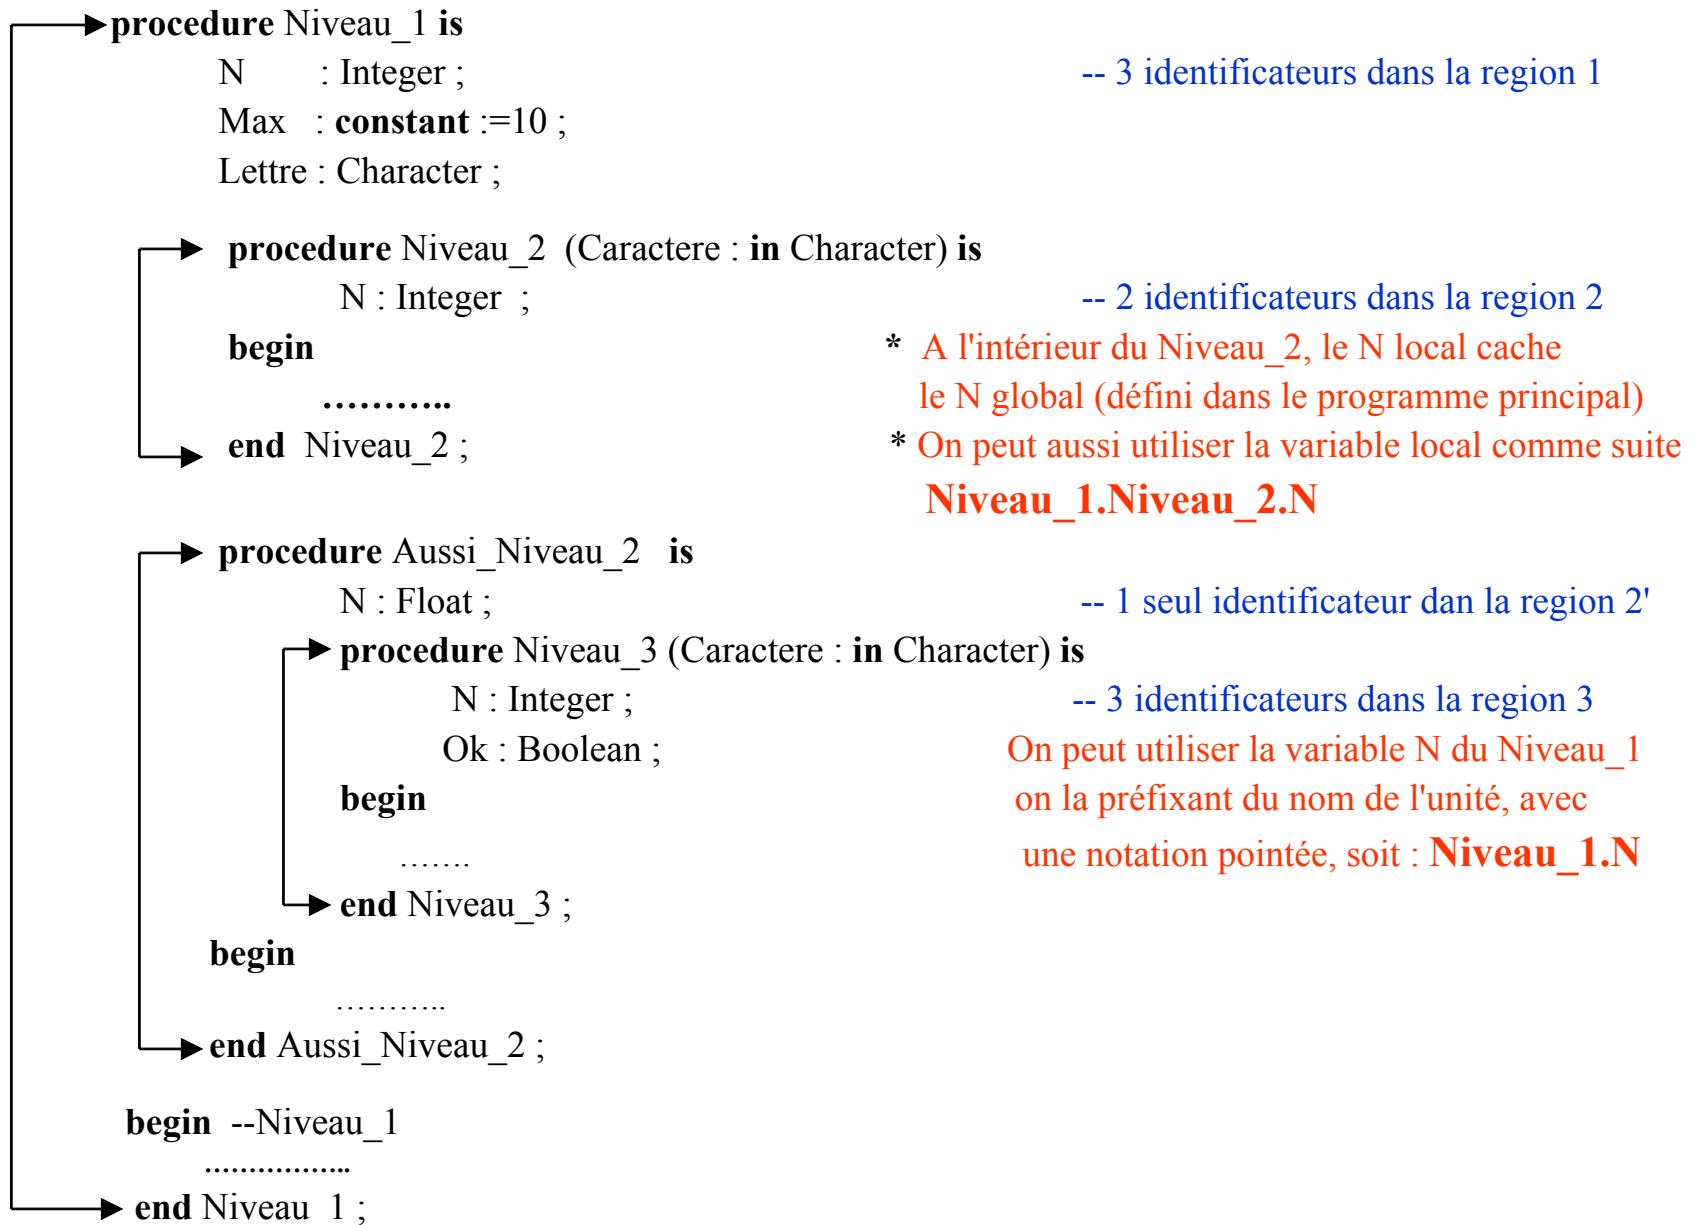 procedure Niveau_1 is
N : Integer ; -- 3 identificateurs dans la region 1
Max : constant :=10 ;
Lettre : Character ;
procedure Niveau_2 (Caractere : in Character) is
N : Integer ; -- 2 identificateurs dans la region 2
begin * A l'intérieur du Niveau_2, le N local cache
........... le N global (défini dans le programme principal)
end Niveau_2 ; * On peut aussi utiliser la variable local comme suite
Niveau_1.Niveau_2.N
procedure Aussi_Niveau_2 is
N : Float ; -- 1 seul identificateur dan la region 2'
procedure Niveau_3 (Caractere : in Character) is
N : Integer ; -- 3 identificateurs dans la region 3
Ok : Boolean ; On peut utiliser la variable N du Niveau_1
begin on la préfixant du nom de l'unité, avec
....... une notation pointée, soit : Niveau_1.N
end Niveau_3 ;
begin
...........
end Aussi_Niveau_2 ;
begin --Niveau_1
.................
end Niveau_1 ;